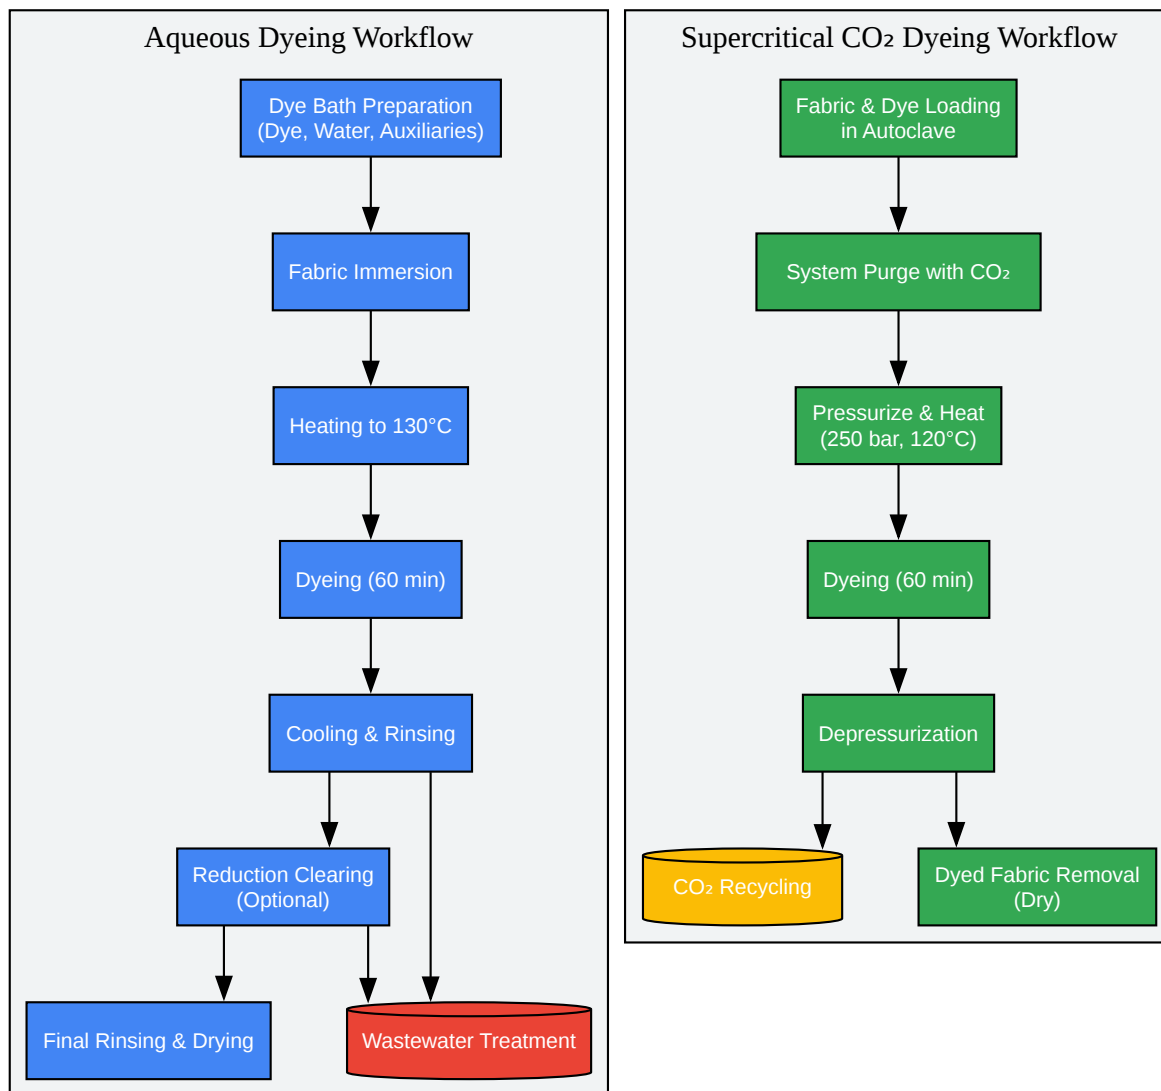 Aqueous Dyeing Workflow
Dye Bath Preparation
(Dye, Water, Auxiliaries)
Fabric Immersion
Heating to 130°C
Dyeing (60 min)
Cooling & Rinsing
Reduction Clearing
(Optional)
Final Rinsing & Drying
Wastewater Treatment
Supercritical CO₂ Dyeing Workflow
Fabric & Dye Loading
in Autoclave
System Purge with CO₂
Pressurize & Heat
(250 bar, 120°C)
Dyeing (60 min)
Depressurization
CO₂ Recycling
Dyed Fabric Removal
(Dry)